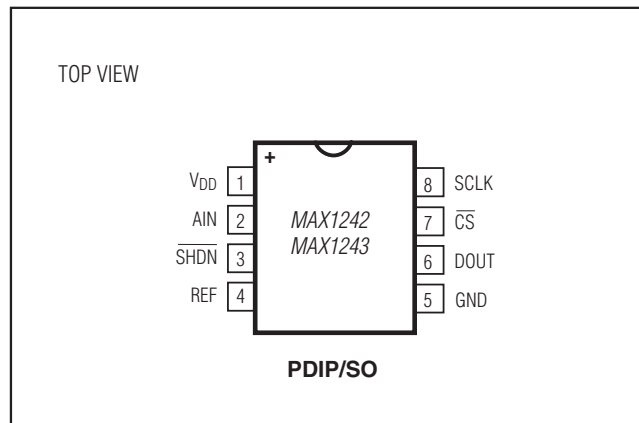 TOP VIEW
+
VDD 1
AIN 2
SHDN 3
REF 4
MAX1242
MAX1243
8 SCLK
7 CS
6 DOUT
5 GND
PDIP/SO